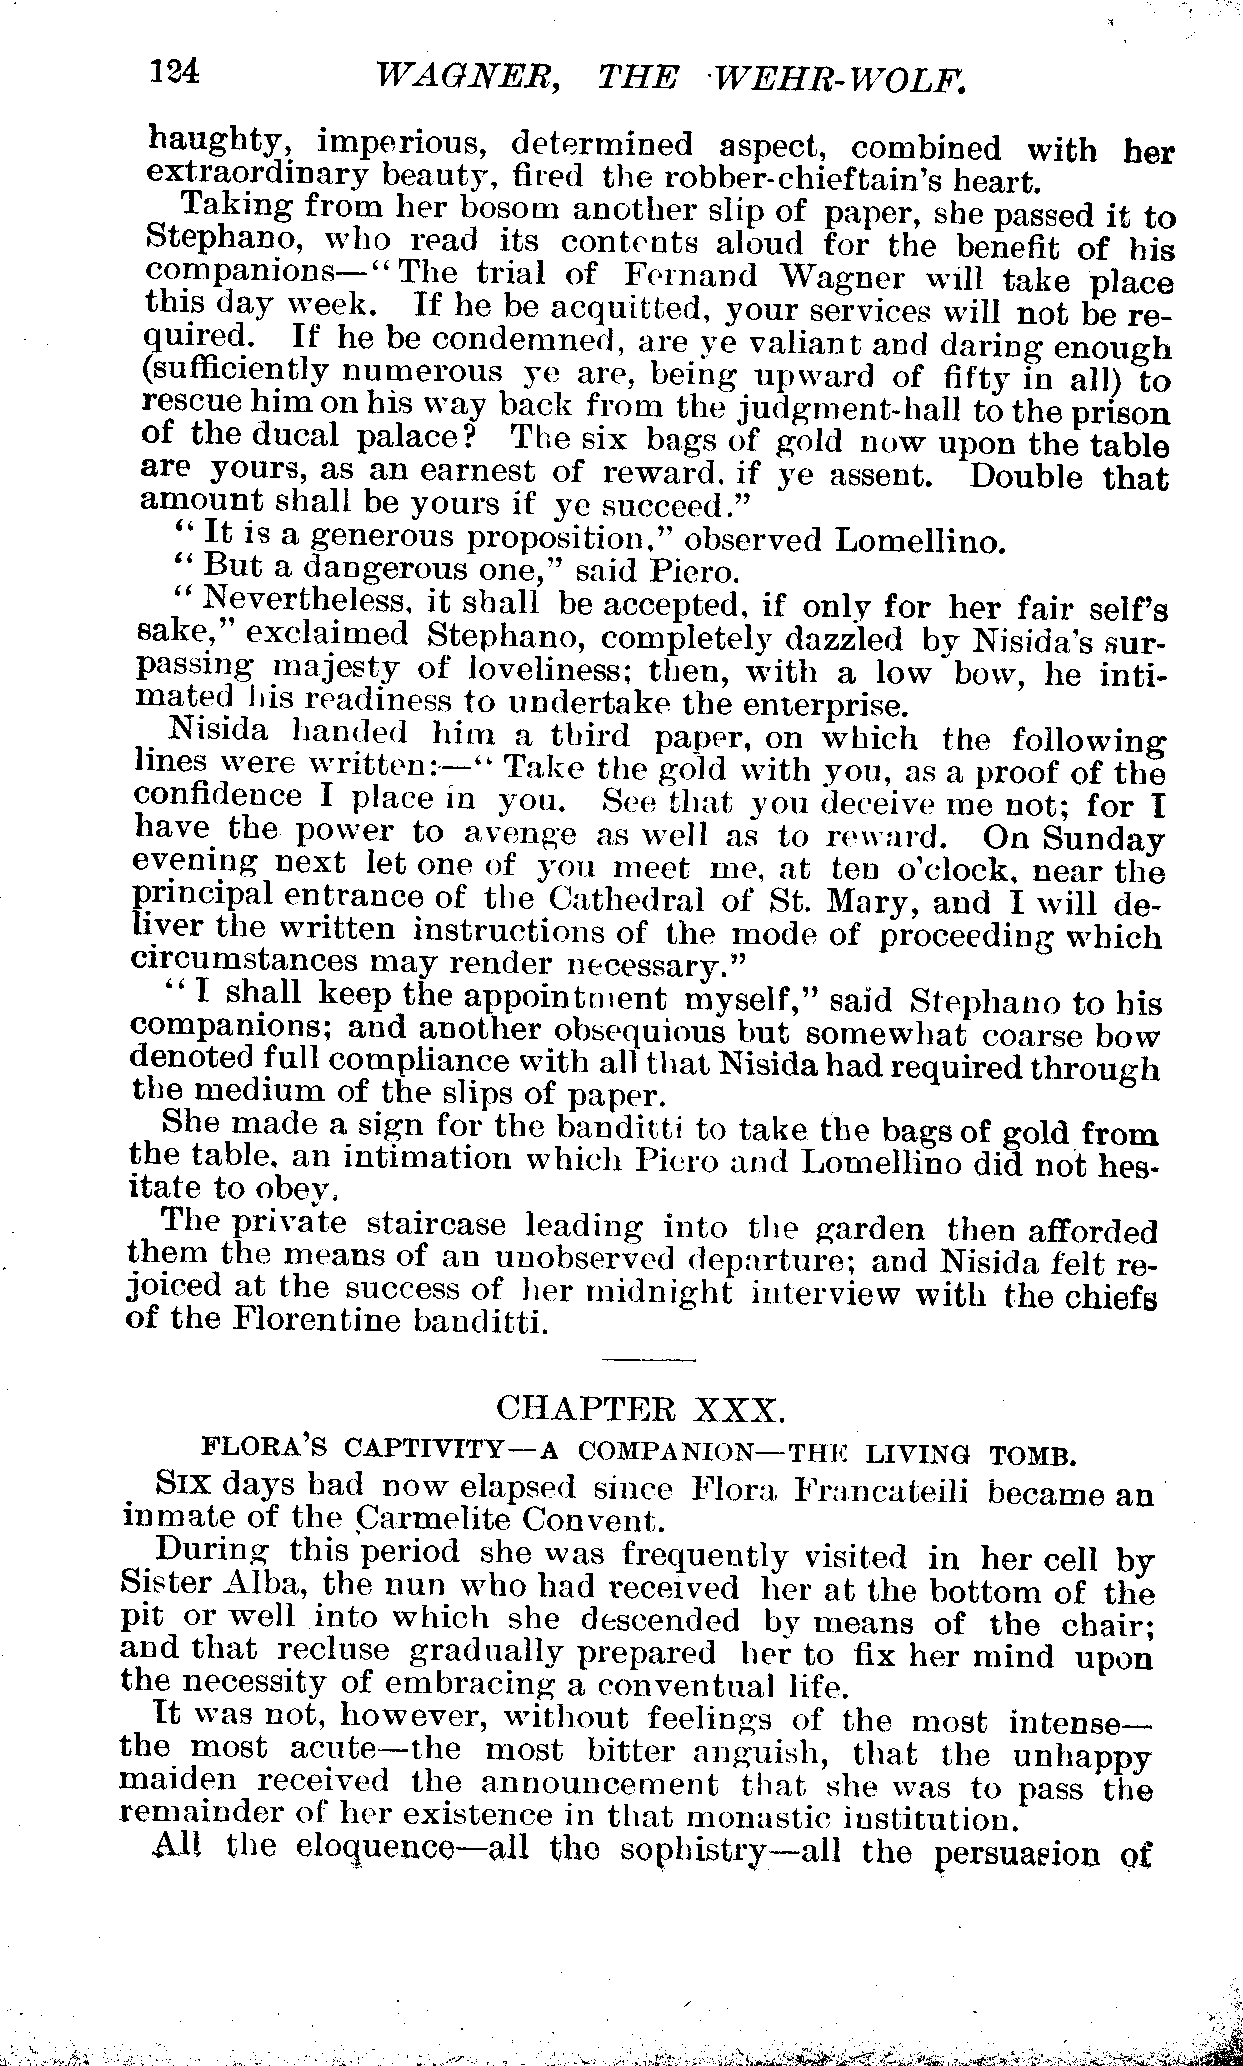 124 WAGNER, THE WEHR-WOLF.
haughty, imperious, determined aspect, combined with her
extraordinary beauty, fired the robber-chieftain's heart.
Taking from her bosom another slip of paper, she passed it to
Stephano, who read its contents aloud for the benefit of his
companions—"The trial of Fernand Wagner will take place
this day week. If he be acquitted, your services will not be re-
quired. If he be condemned, are ye valiant and daring enough
(sufficiently numerous ye are, being upward of fifty in all) to
rescue him on his way back from the judgment-hall to the prison
of the ducal palace? The six bags of gold now upon the table
are yours, as an earnest of reward, if ye assent. Double that
amount shall be yours if ye succeed."
"It is a generous proposition," observed Lomellino.
"But a dangerous one," said Piero.
"Nevertheless, it shall be accepted, if only for her fair self's
sake," exclaimed Stephano, completely dazzled by Nisida's sur-
passing majesty of loveliness; then, with a low bow, he inti-
mated his readiness to undertake the enterprise.
Nisida handed him a third paper, on which the following
lines were written:—"Take the gold with you, as a proof of the
confidence I place in you. See that you deceive me not; for I
have the power to avenge as well as to reward. On Sunday
evening next let one of you meet me, at ten o'clock, near the
principal entrance of the Cathedral of St. Mary, and I will de-
liver the written instructions of the mode of proceeding which
circumstances may render necessary."
"I shall keep the appointment myself," said Stephano to his
companions; and another obsequious but somewhat coarse bow
denoted full compliance with all that Nisida had required through
the medium of the slips of paper.
She made a sign for the banditti to take the bags of gold from
the table, an intimation which Piero and Lomellino did not hes-
itate to obey.
The private staircase leading into the garden then afforded
them the means of an unobserved departure; and Nisida felt re-
joiced at the success of her midnight interview with the chiefs
of the Florentine banditti.
CHAPTER XXX.
FLORA'S CAPTIVITY—A COMPANION—THE LIVING TOMB.
SIX days had now elapsed since Flora Francateili became an
inmate of the Carmelite Convent.
During this period she was frequently visited in her cell by
Sister Alba, the nun who had received her at the bottom of the
pit or well into which she descended by means of the chair;
and that recluse gradually prepared her to fix her mind upon
the necessity of embracing a conventual life.
It was not, however, without feelings of the most intense—
the most acute—the most bitter anguish, that the unhappy
maiden received the announcement that she was to pass the
remainder of her existence in that monastic institution.
All the eloquence—all the sophistry—all the persuasion of